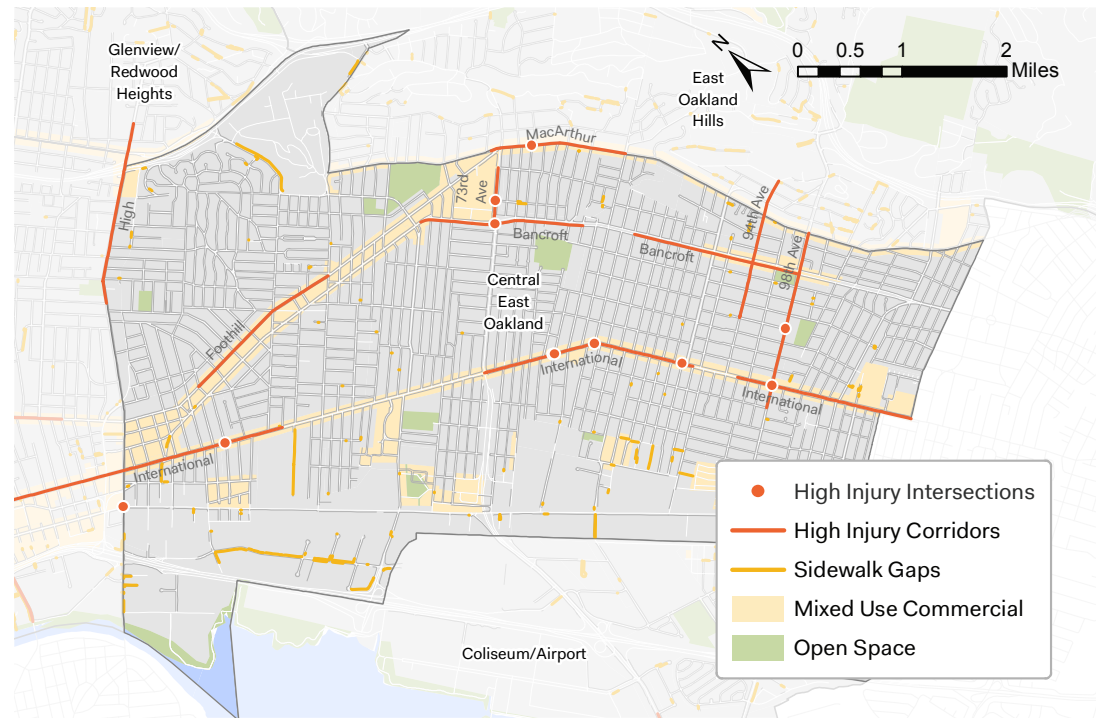 Glenview/
Redwood
Heights
N
0 0.5 1 2
Miles
East
Oakland
Hills
MacArthur
73rd
Ave
High
94th Ave
Bancroft
Bancroft
98th Ave
Central
East
Oakland
Foothill
International
International
International
Coliseum/Airport
High Injury Intersections
High Injury Corridors
Sidewalk Gaps
Mixed Use Commercial
Open Space